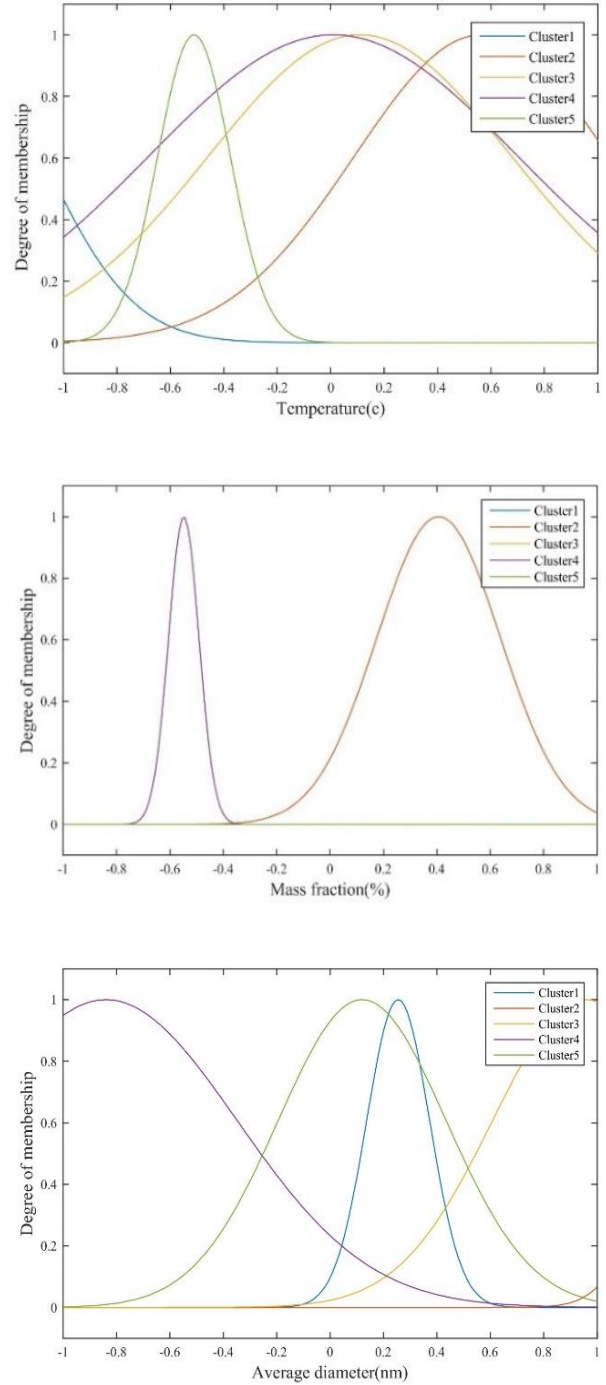 1
0.8
0.6
0.4
0.2
0
Degree of membership
Cluster1
Cluster2
Cluster3
Cluster4
Cluster5
-1 -0.8 -0.6 -0.4 -0.2 0 0.2 0.4 0.6 0.8 1
Temperature(c)
1
0.8
0.6
0.4
0.2
0
Degree of membership
Cluster1
Cluster2
Cluster3
Cluster4
Cluster5
-1 -0.8 -0.6 -0.4 -0.2 0 0.2 0.4 0.6 0.8 1
Mass fraction(%)
1
0.8
0.6
0.4
0.2
0
Degree of membership
Cluster1
Cluster2
Cluster3
Cluster4
Cluster5
-1 -0.8 -0.6 -0.4 -0.2 0 0.2 0.4 0.6 0.8 1
Average diameter(nm)